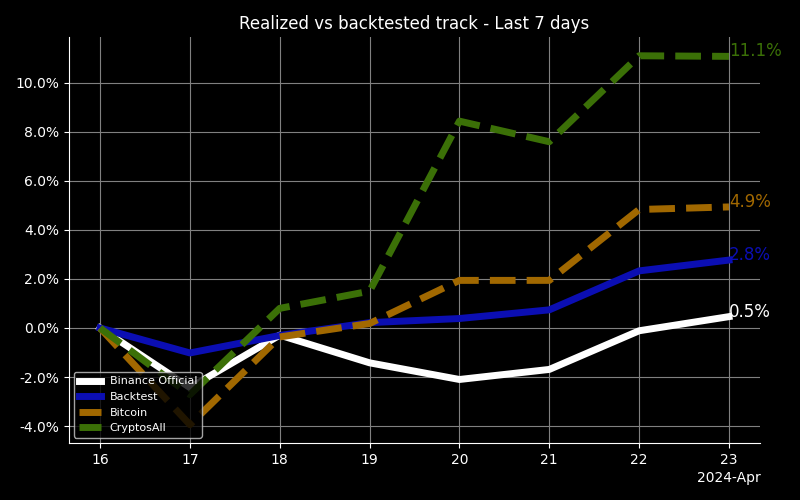 Realized vs backtested track - Last 7 days
10.0%
8.0%
6.0%
4.0%
2.0%
0.0%
-2.0%
-4.0%
11.1%
4.9%
2.8%
0.5%
Binance Official
Backtest
Bitcoin
CryptosAll
16 17 18 19 20 21 22 23
2024-Apr